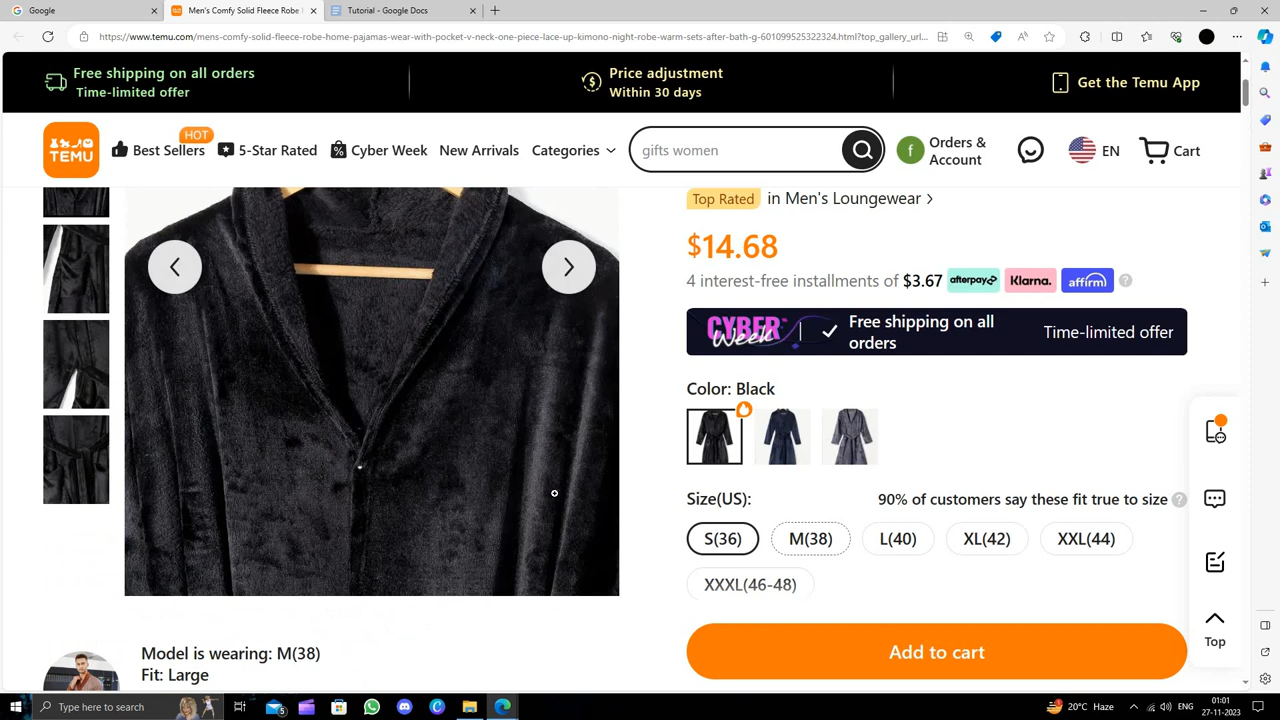 Google
Men's Comfy Solid Fleece Robe
Tutorial - Google Docs
https://www.temu.com/mens-comfy-solid-fleece-robe-home-pajamas-wear-with-pocket-v-neck-one-piece-lace-up-kimono-night-robe-warm-sets-after-bath-g-601099525322324.html?top_gallery_url...
Free shipping on all orders
Time-limited offer
Price adjustment
Within 30 days
Get the Temu App
TEMU
Best Sellers
HOT
5-Star Rated
Cyber Week
New Arrivals
Categories
gifts women
f
Orders &
Account
EN
Cart
Top Rated in Men's Loungewear >
$14.68
4 interest-free installments of $3.67 afterpay Klarna. affirm ?
CYBER
Week
Free shipping on all
orders
Time-limited offer
Color: Black
Size(US):
90% of customers say these fit true to size ?
S(36) M(38) L(40) XL(42) XXL(44)
XXXL(46-48)
Add to cart
Top
Model is wearing: M(38)
Fit: Large
Type here to search
5
20°C Haze
ENG
01:01
27-11-2023